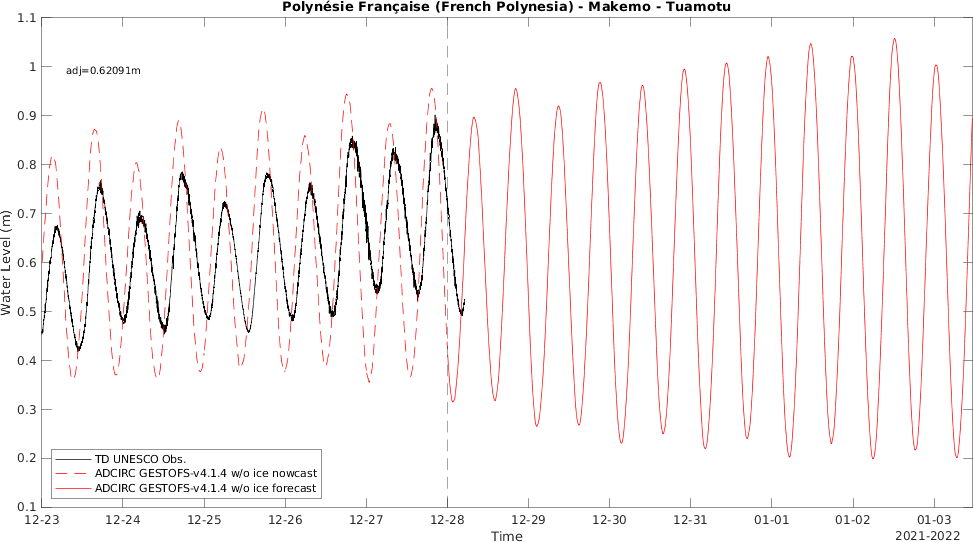 Polynésie Française (French Polynesia) - Makemo - Tuamotu
adj=0.62091m
Water Level (m)
1.1
1
0.9
0.8
0.7
0.6
0.5
0.4
0.3
0.2
0.1
TD UNESCO Obs.
ADCIRC GESTOFS-v4.1.4 w/o ice nowcast
ADCIRC GESTOFS-v4.1.4 w/o ice forecast
12-23 12-24 12-25 12-26 12-27 12-28 12-29 12-30 12-31 01-01 01-02 01-03
Time
2021-2022